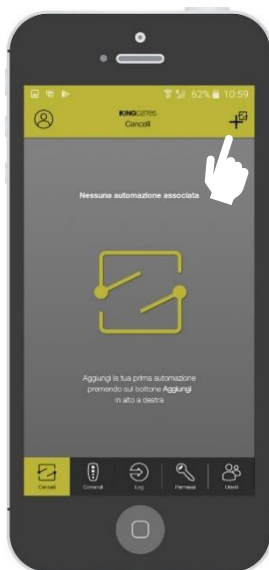 62% 10:59
KINGGATES
Cancelli
Nessuna automazione associata
Aggiungi la tua prima automazione
premendo sul bottone Aggiungi
in alto a destra
Cancelli Comandi Log Permessi Utenti